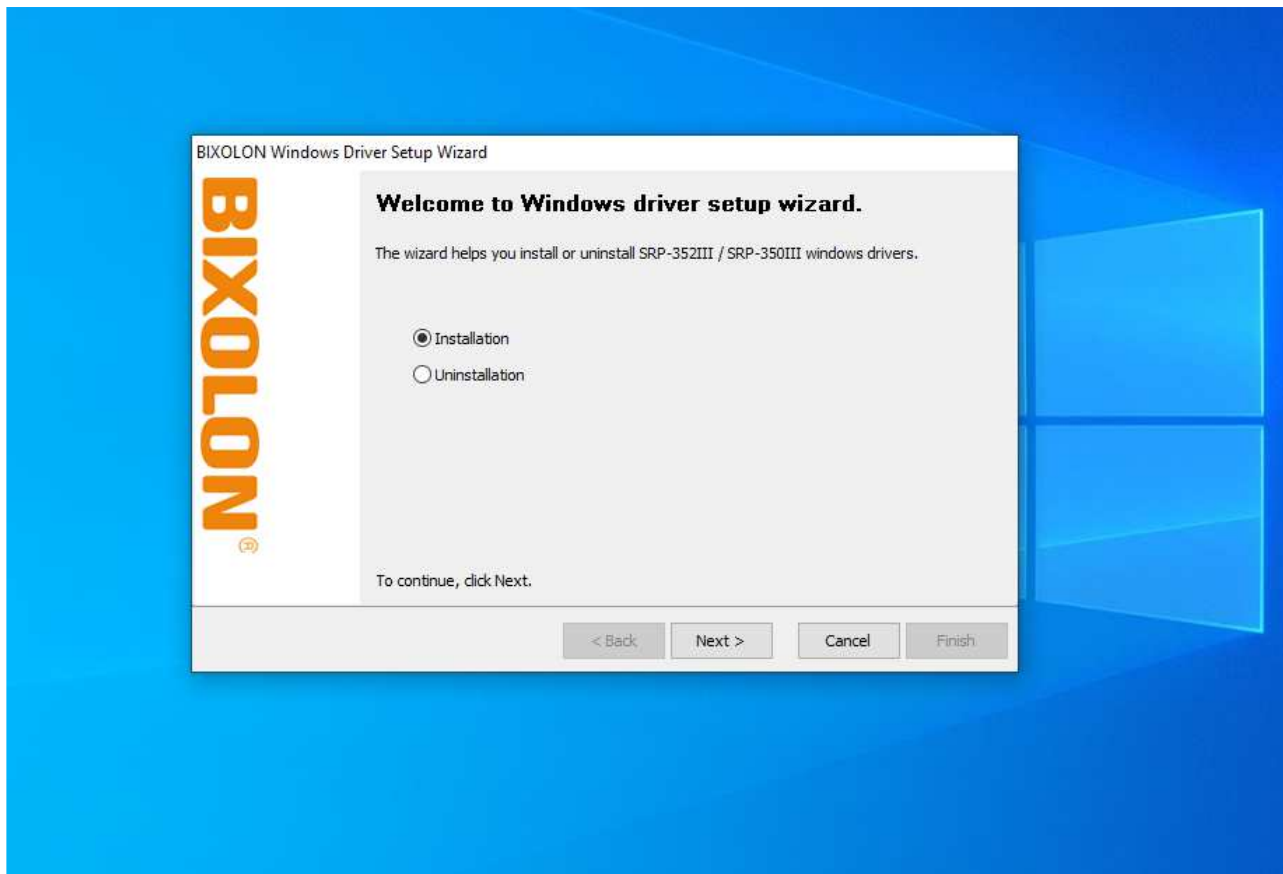 BIXOLON Windows Driver Setup Wizard
BIXOLON®
Welcome to Windows driver setup wizard.
The wizard helps you install or uninstall SRP-352III / SRP-350III windows drivers.
Installation
Uninstallation
To continue, click Next.
< Back
Next >
Cancel
Finish